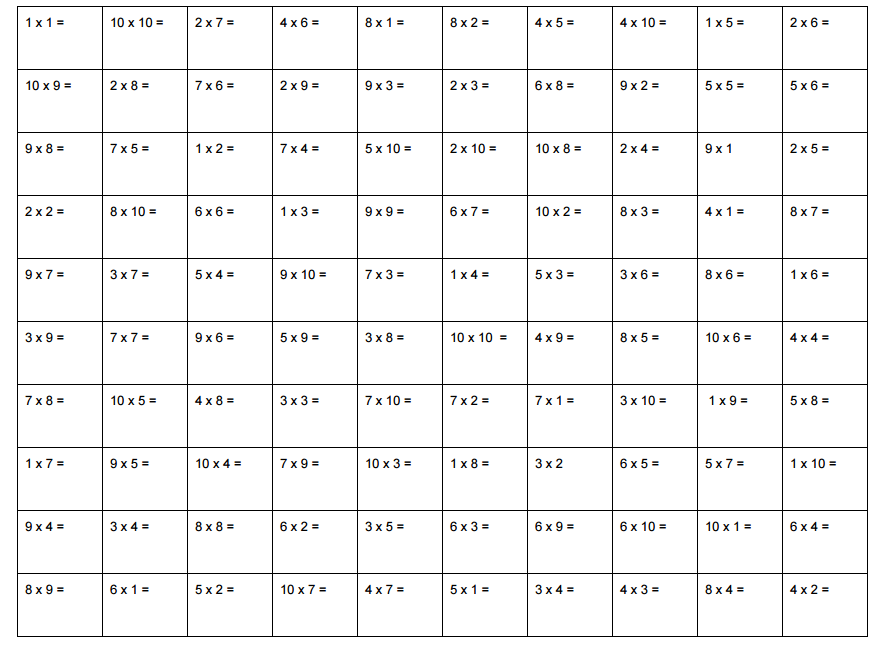 1 x 1 = 10 x 10 = 2 x 7 = 4 x 6 = 8 x 1 = 8 x 2 = 4 x 5 = 4 x 10 = 1 x 5 = 2 x 6 =
10 x 9 = 2 x 8 = 7 x 6 = 2 x 9 = 9 x 3 = 2 x 3 = 6 x 8 = 9 x 2 = 5 x 5 = 5 x 6 =
9 x 8 = 7 x 5 = 1 x 2 = 7 x 4 = 5 x 10 = 2 x 10 = 10 x 8 = 2 x 4 = 9 x 1 2 x 5 =
2 x 2 = 8 x 10 = 6 x 6 = 1 x 3 = 9 x 9 = 6 x 7 = 10 x 2 = 8 x 3 = 4 x 1 = 8 x 7 =
9 x 7 = 3 x 7 = 5 x 4 = 9 x 10 = 7 x 3 = 1 x 4 = 5 x 3 = 3 x 6 = 8 x 6 = 1 x 6 =
3 x 9 = 7 x 7 = 9 x 6 = 5 x 9 = 3 x 8 = 10 x 10 = 4 x 9 = 8 x 5 = 10 x 6 = 4 x 4 =
7 x 8 = 10 x 5 = 4 x 8 = 3 x 3 = 7 x 10 = 7 x 2 = 7 x 1 = 3 x 10 = 1 x 9 = 5 x 8 =
1 x 7 = 9 x 5 = 10 x 4 = 7 x 9 = 10 x 3 = 1 x 8 = 3 x 2 6 x 5 = 5 x 7 = 1 x 10 =
9 x 4 = 3 x 4 = 8 x 8 = 6 x 2 = 3 x 5 = 6 x 3 = 6 x 9 = 6 x 10 = 10 x 1 = 6 x 4 =
8 x 9 = 6 x 1 = 5 x 2 = 10 x 7 = 4 x 7 = 5 x 1 = 3 x 4 = 4 x 3 = 8 x 4 = 4 x 2 =